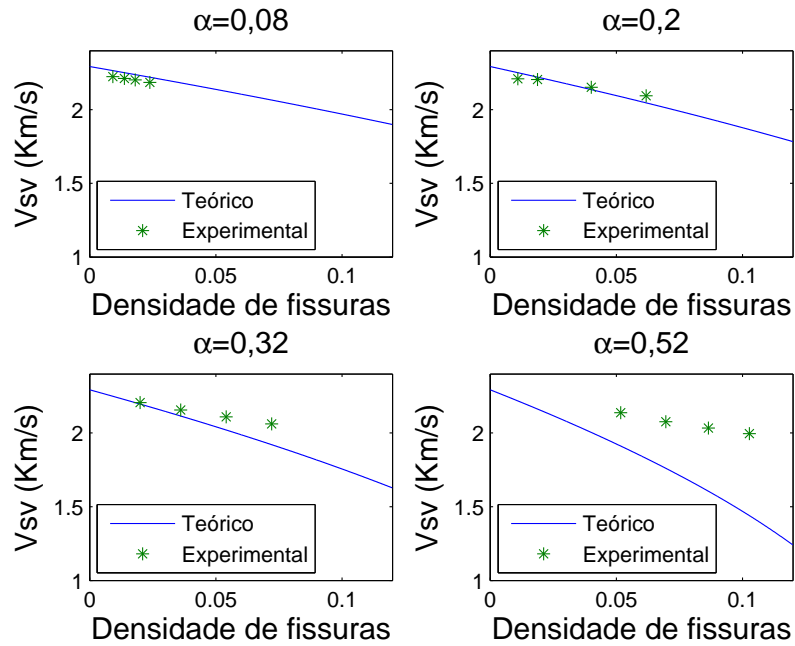 α=0,08
Vsv (Km/s)
2
1.5
1
0
0.05
0.1
Teórico
Experimental
Densidade de fissuras
α=0,2
Vsv (Km/s)
2
1.5
1
0
0.05
0.1
Teórico
Experimental
Densidade de fissuras
α=0,32
Vsv (Km/s)
2
1.5
1
0
0.05
0.1
Teórico
Experimental
Densidade de fissuras
α=0,52
Vsv (Km/s)
2
1.5
1
0
0.05
0.1
Teórico
Experimental
Densidade de fissuras